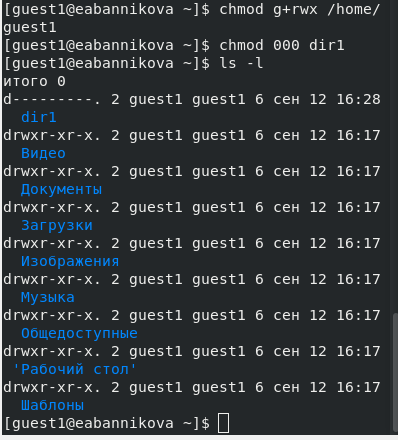 [guest1@eabannikova ~]$ chmod g+rwx /home/
guest1
[guest1@eabannikova ~]$ chmod 000 dir1
[guest1@eabannikova ~]$ ls -l
итого 0
d---------. 2 guest1 guest1 6 сен 12 16:28
dir1
drwxr-xr-x. 2 guest1 guest1 6 сен 12 16:17
Видео
drwxr-xr-x. 2 guest1 guest1 6 сен 12 16:17
Документы
drwxr-xr-x. 2 guest1 guest1 6 сен 12 16:17
Загрузки
drwxr-xr-x. 2 guest1 guest1 6 сен 12 16:17
Изображения
drwxr-xr-x. 2 guest1 guest1 6 сен 12 16:17
Музыка
drwxr-xr-x. 2 guest1 guest1 6 сен 12 16:17
Общедоступные
drwxr-xr-x. 2 guest1 guest1 6 сен 12 16:17
'Рабочий стол'
drwxr-xr-x. 2 guest1 guest1 6 сен 12 16:17
Шаблоны
[guest1@eabannikova ~]$